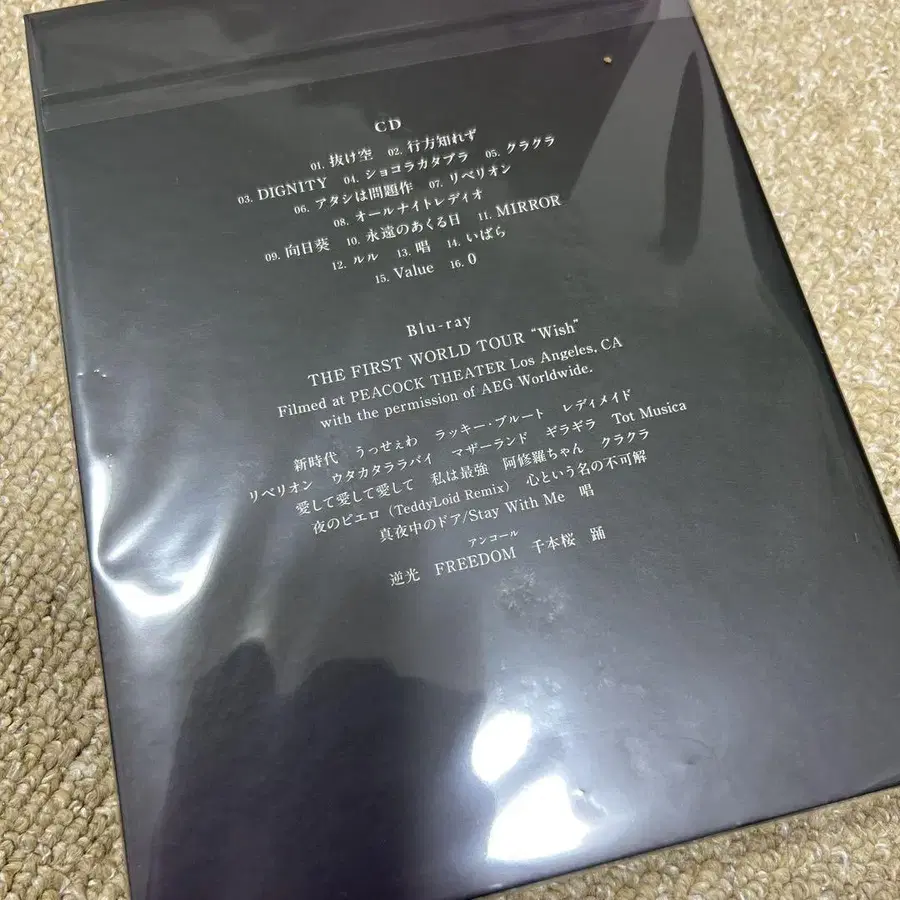 CD
01. 抜け空 02. 行方知れず
03. DIGNITY 04. ショコラカタブラ 05. クラクラ
06. アタシは問題作 07. リベリオン
08. オールナイトレディオ
09. 向日葵 10. 永遠のあくる日 11. MIRROR
12. ルル 13. 唱 14. いばら
15. Value 16. 0
Blu-ray
THE FIRST WORLD TOUR “Wish”
Filmed at PEACOCK THEATER Los Angeles, CA
with the permission of AEG Worldwide.
新時代 うっせぇわ ラッキー・ブルート レディメイド
リベリオン ウタカタララバイ マザーランド ギラギラ Tot Musica
愛して愛して愛して 私は最強 阿修羅ちゃん クラクラ
夜のピエロ (TeddyLoid Remix) 心という名の不可解
真夜中のドア/Stay With Me 唱
アンコール
逆光 FREEDOM 千本桜 踊